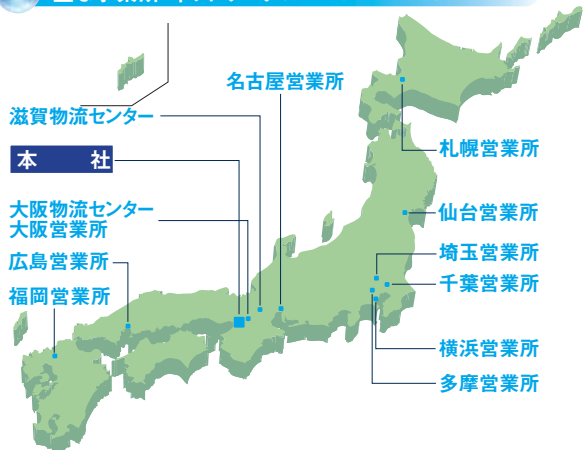 名古屋営業所
滋賀物流センター
本 社
札幌営業所
大阪物流センター
大阪営業所
仙台営業所
埼玉営業所
広島営業所
千葉営業所
福岡営業所
横浜営業所
多摩営業所